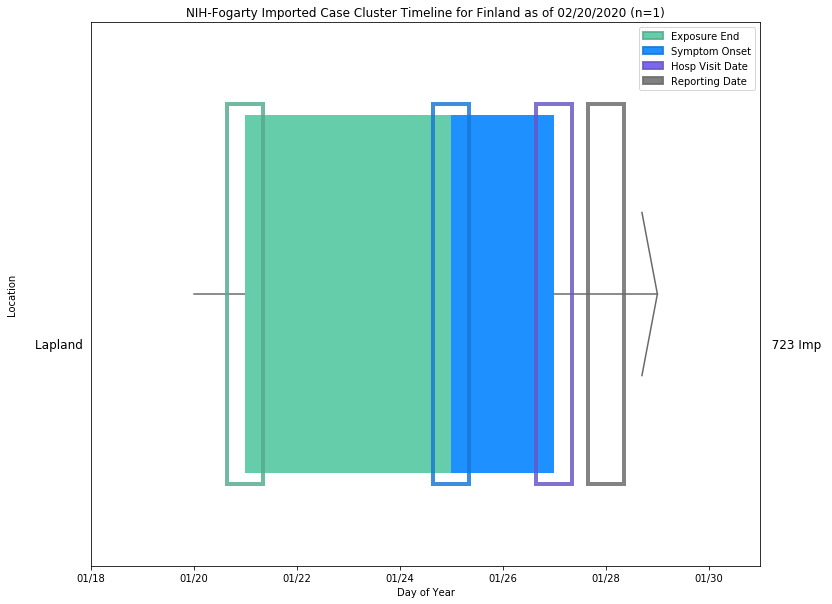 NIH-Fogarty Imported Case Cluster Timeline for Finland as of 02/20/2020 (n=1)
Exposure End
Symptom Onset
Hosp Visit Date
Reporting Date
Location
Lapland
723 Imp
01/18 01/20 01/22 01/24 01/26 01/28 01/30
Day of Year